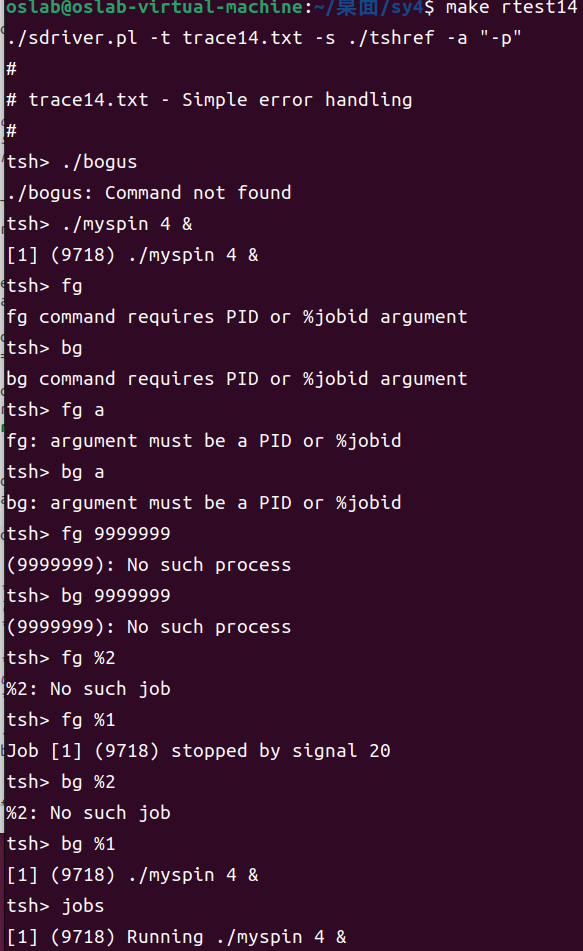 oslab@oslab-virtual-machine:~/桌面/sy4$ make rtest14
./sdriver.pl -t trace14.txt -s ./tshref -a "-p"
#
# trace14.txt - Simple error handling
#
tsh> ./bogus
./bogus: Command not found
tsh> ./myspin 4 &
[1] (9718) ./myspin 4 &
tsh> fg
fg command requires PID or %jobid argument
tsh> bg
bg command requires PID or %jobid argument
tsh> fg a
fg: argument must be a PID or %jobid
tsh> bg a
bg: argument must be a PID or %jobid
tsh> fg 9999999
(9999999): No such process
tsh> bg 9999999
(9999999): No such process
tsh> fg %2
%2: No such job
tsh> fg %1
Job [1] (9718) stopped by signal 20
tsh> bg %2
%2: No such job
tsh> bg %1
[1] (9718) ./myspin 4 &
tsh> jobs
[1] (9718) Running ./myspin 4 &